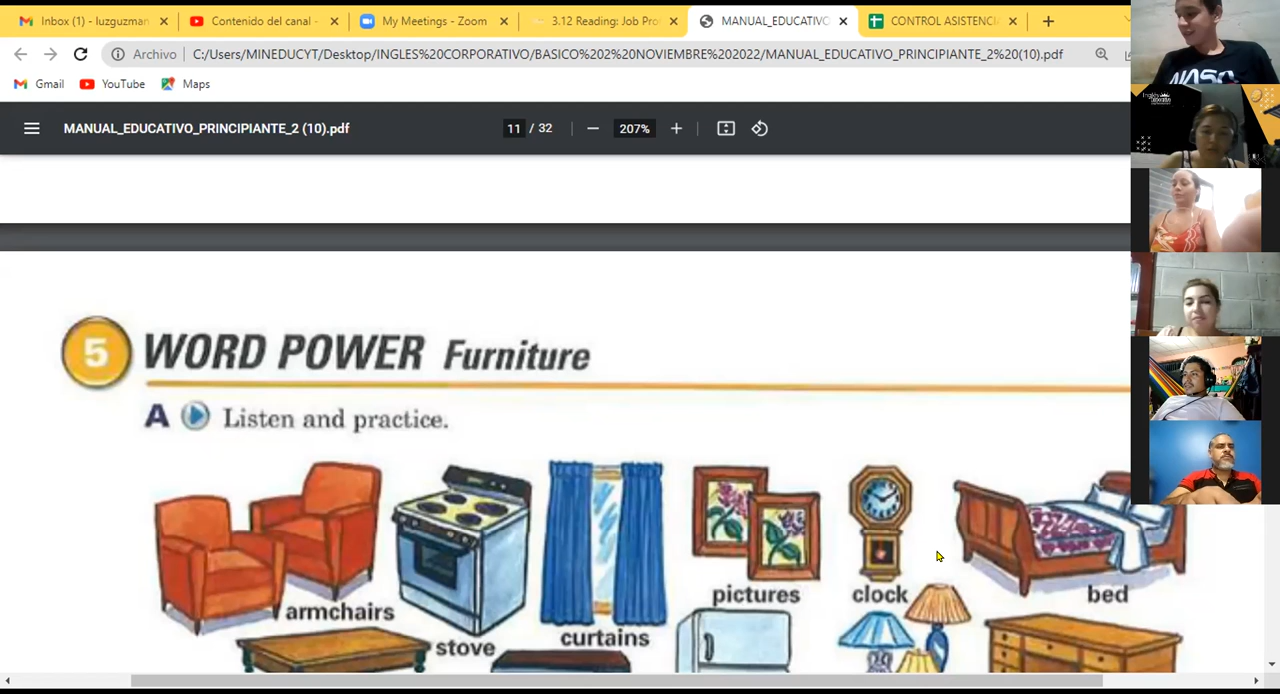 Inbox (1) - luzguzman
Contenido del canal -
My Meetings - Zoom
3.12 Reading: Job Pro
MANUAL_EDUCATIVO
CONTROL ASISTENCI
Archivo
C:/Users/MINEDUCYT/Desktop/INGLES%20CORPORATIVO/BASICO%202%20NOVIEMBRE%202022/MANUAL_EDUCATIVO_PRINCIPIANTE_2%20(10).pdf
Gmail
YouTube
Maps
MANUAL_EDUCATIVO_PRINCIPIANTE_2 (10).pdf
11 / 32
207%
NASA
Inglés
5 WORD POWER Furniture
A Listen and practice.
armchairs
stove
curtains
pictures
clock
bed